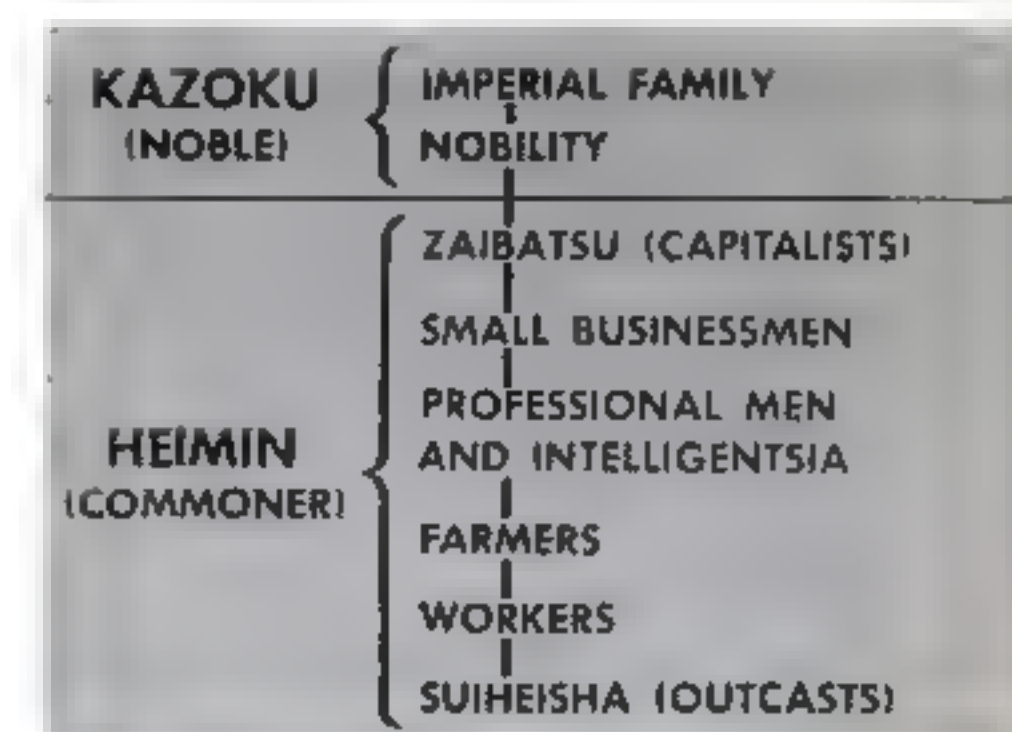 KAZOKU
(NOBLE)
IMPERIAL FAMILY
NOBILITY
ZAIBATSU (CAPITALISTS)
SMALL BUSINESSMEN
PROFESSIONAL MEN
AND INTELLIGENTSIA
HEIMIN
(COMMONER)
FARMERS
WORKERS
SUIHEISHA (OUTCASTS)